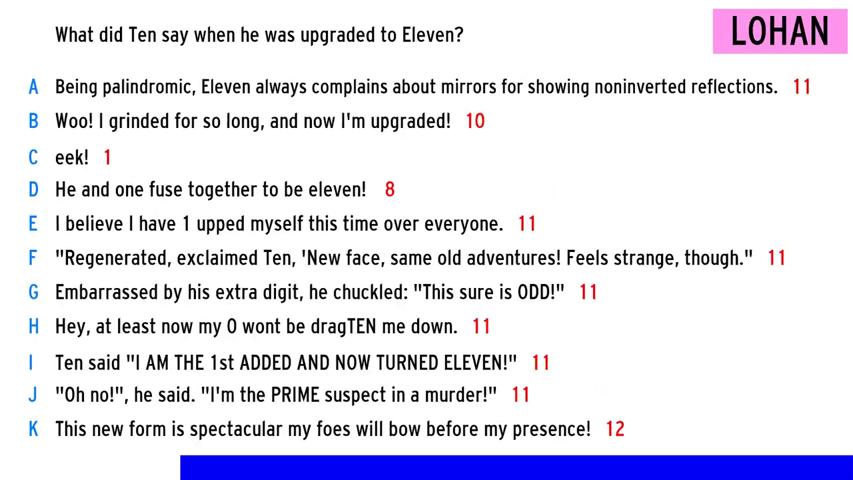 What did Ten say when he was upgraded to Eleven?
LOHAN
A Being palindromic, Eleven always complains about mirrors for showing noninverted reflections. 11
B Woo! I grinded for so long, and now I'm upgraded! 10
C eek! 1
D He and one fuse together to be eleven! 8
E I believe I have 1 upped myself this time over everyone. 11
F "Regenerated, exclaimed Ten, 'New face, same old adventures! Feels strange, though." 11
G Embarrassed by his extra digit, he chuckled: "This sure is ODD!" 11
H Hey, at least now my 0 wont be dragTEN me down. 11
I Ten said "I AM THE 1st ADDED AND NOW TURNED ELEVEN!" 11
J "Oh no!", he said. "I'm the PRIME suspect in a murder!" 11
K This new form is spectacular my foes will bow before my presence! 12